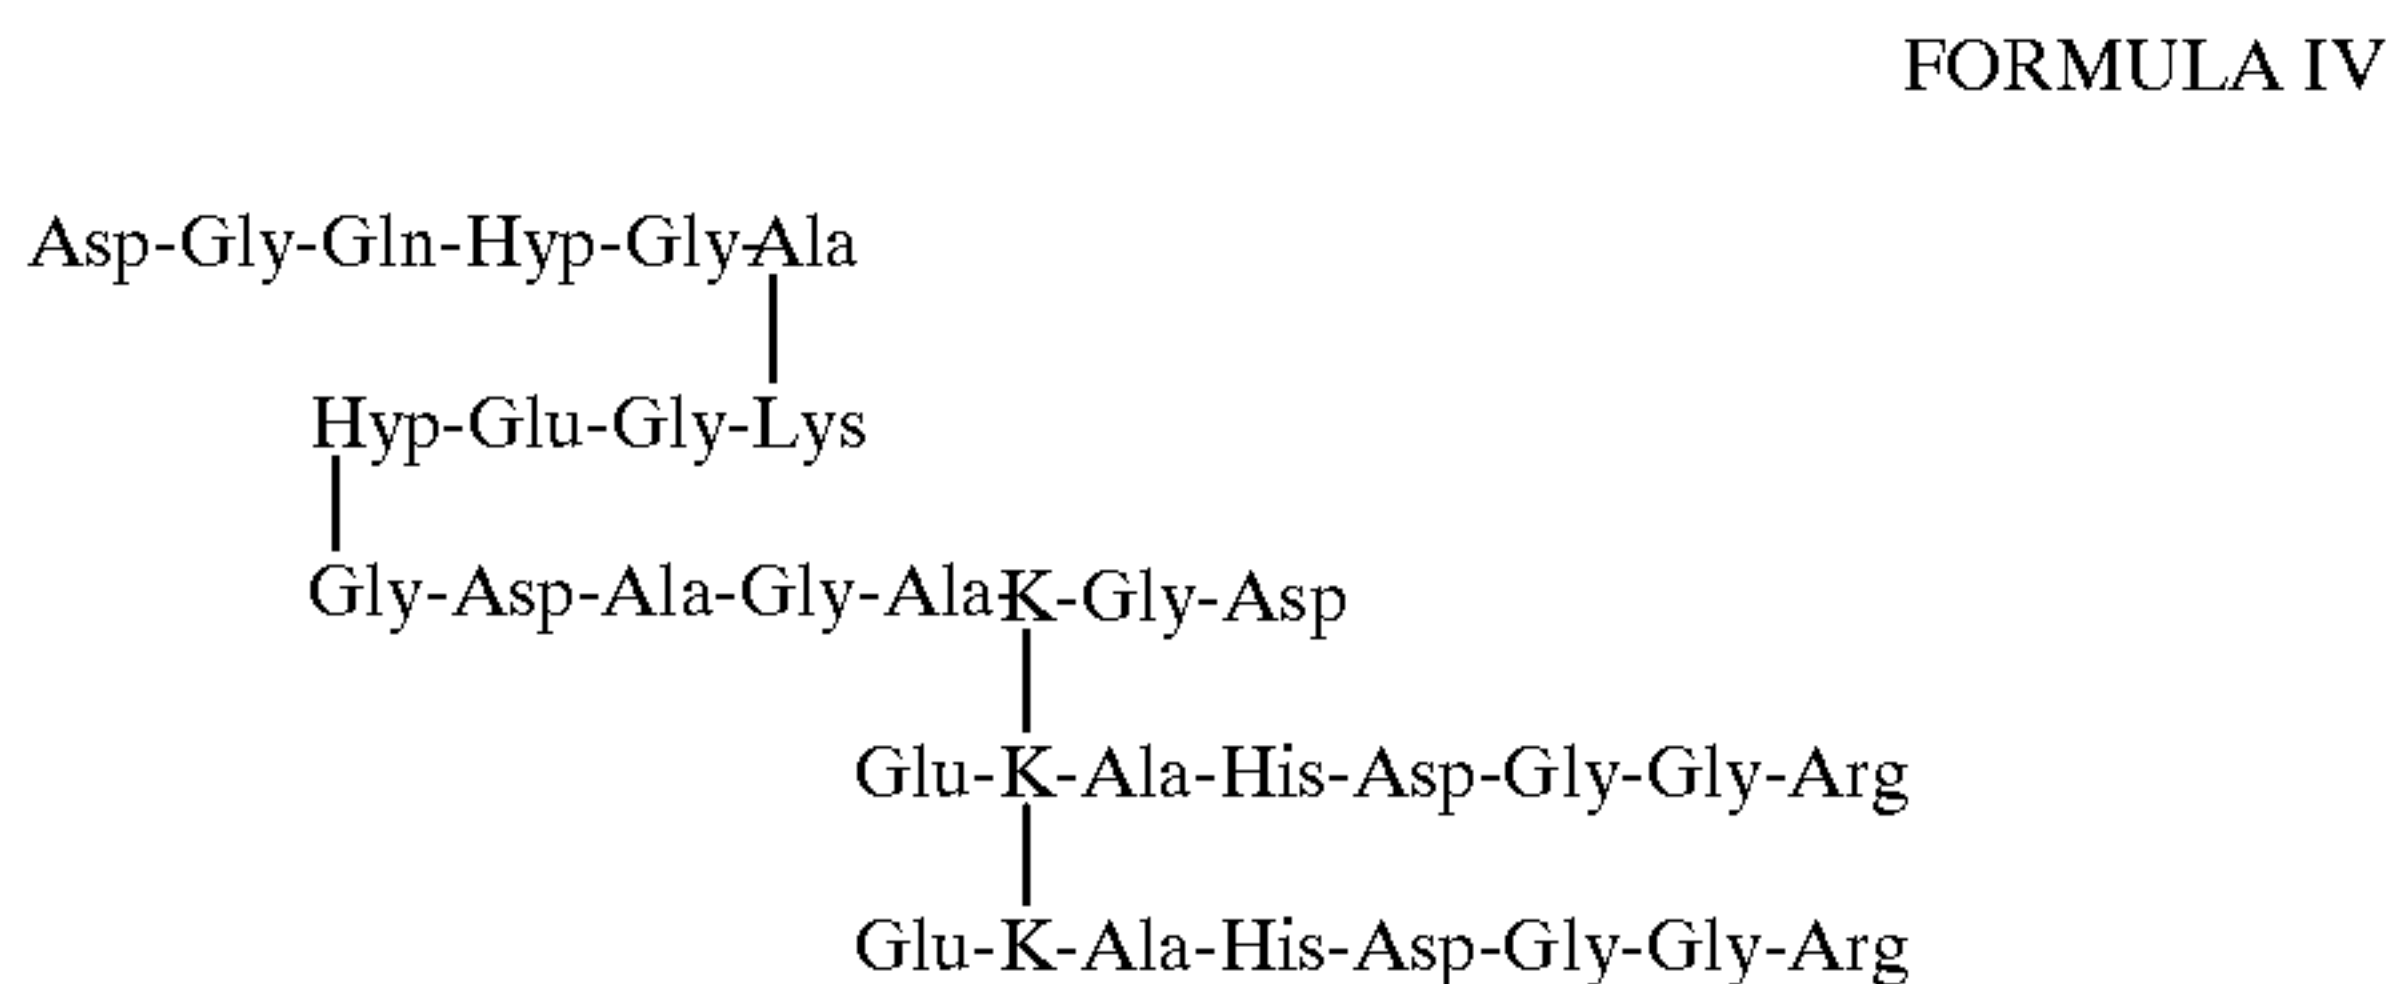 FORMULA IV
Asp-Gly-Gln-Hyp-Gly-Ala
Hyp-Glu-Gly-Lys
Gly-Asp-Ala-Gly-Ala-K-Gly-Asp
Glu-K-Ala-His-Asp-Gly-Gly-Arg
Glu-K-Ala-His-Asp-Gly-Gly-Arg